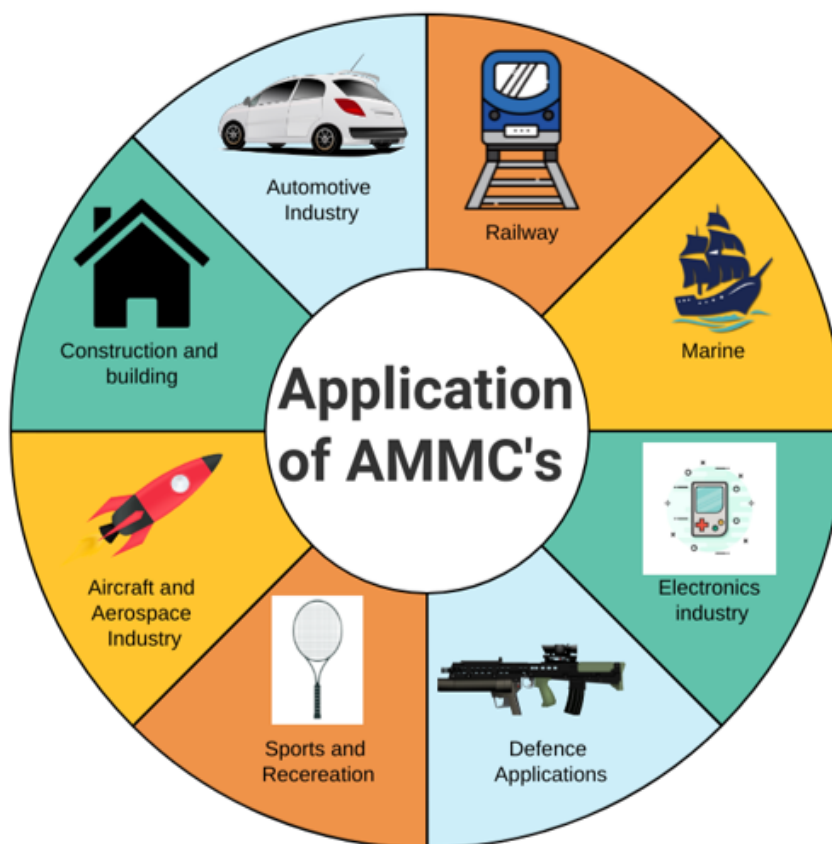 Application
of AMMC's
Automotive
Industry
Railway
Marine
Electronics
industry
Defence
Applications
Sports and
Recereation
Aircraft and
Aerospace
Industry
Construction and
building